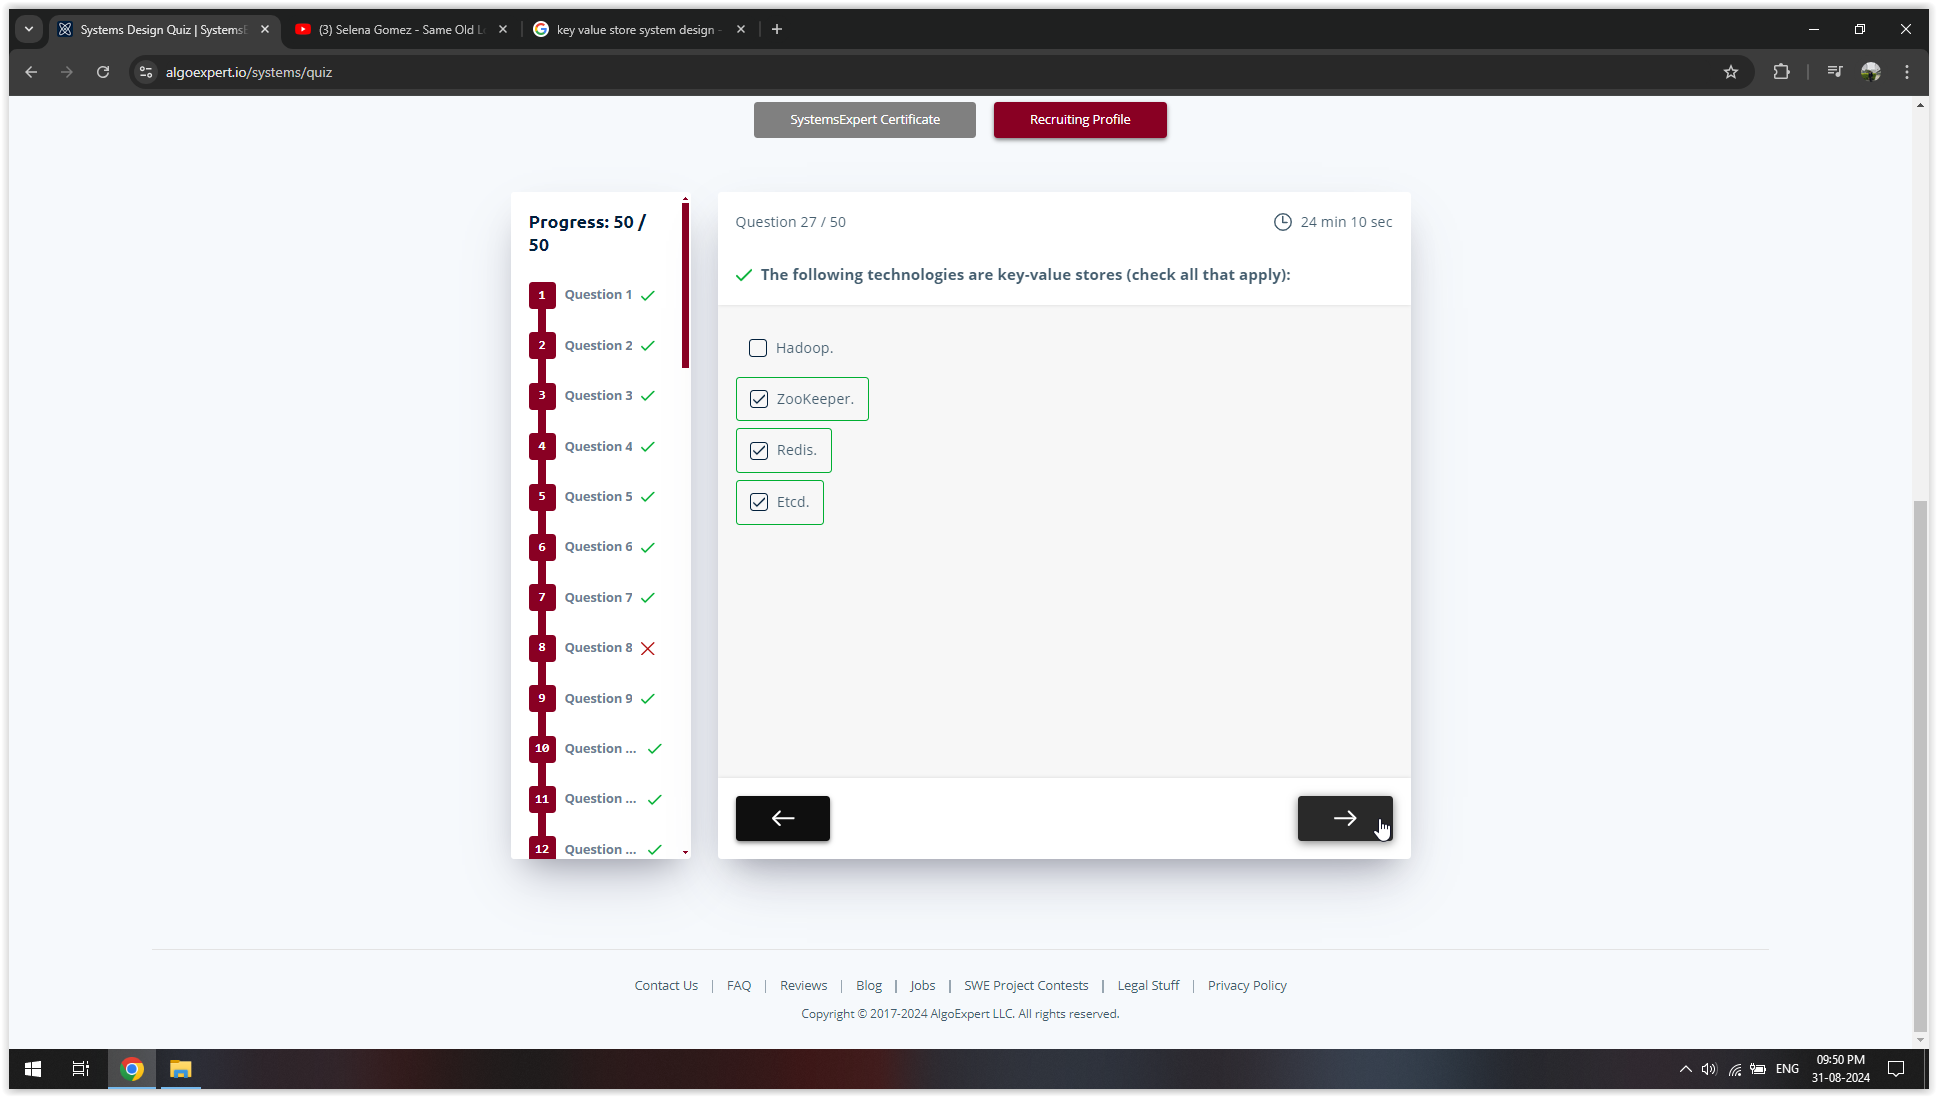 Systems Design Quiz | SystemsE
(3) Selena Gomez - Same Old L
key value store system design -
algoexpert.io/systems/quiz
SystemsExpert Certificate
Recruiting Profile
Progress: 50 /
50
1 Question 1
2 Question 2
3 Question 3
4 Question 4
5 Question 5
6 Question 6
7 Question 7
8 Question 8
9 Question 9
10 Question ...
11 Question ...
12 Question ...
Question 27 / 50
24 min 10 sec
The following technologies are key-value stores (check all that apply):
Hadoop.
ZooKeeper.
Redis.
Etcd.
Contact Us | FAQ | Reviews | Blog | Jobs | SWE Project Contests | Legal Stuff | Privacy Policy
Copyright © 2017-2024 AlgoExpert LLC. All rights reserved.
ENG
09:50 PM
31-08-2024